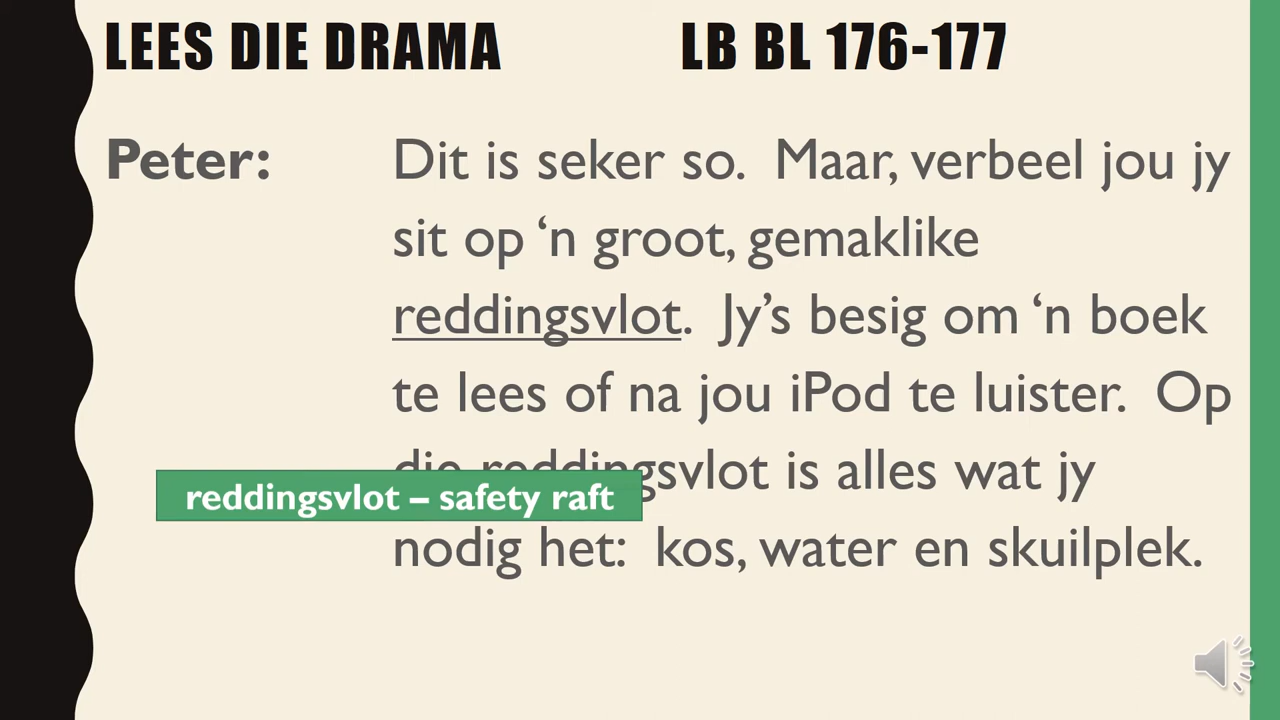 LEES DIE DRAMA LB BL 176-177
Peter: Dit is seker so. Maar, verbeel jou jy
sit op ‘n groot, gemaklike
reddingsvlot. Jy’s besig om ‘n boek
te lees of na jou iPod te luister. Op
die reddingsvlot is alles wat jy
reddingsvlot – safety raft
nodig het: kos, water en skuilplek.